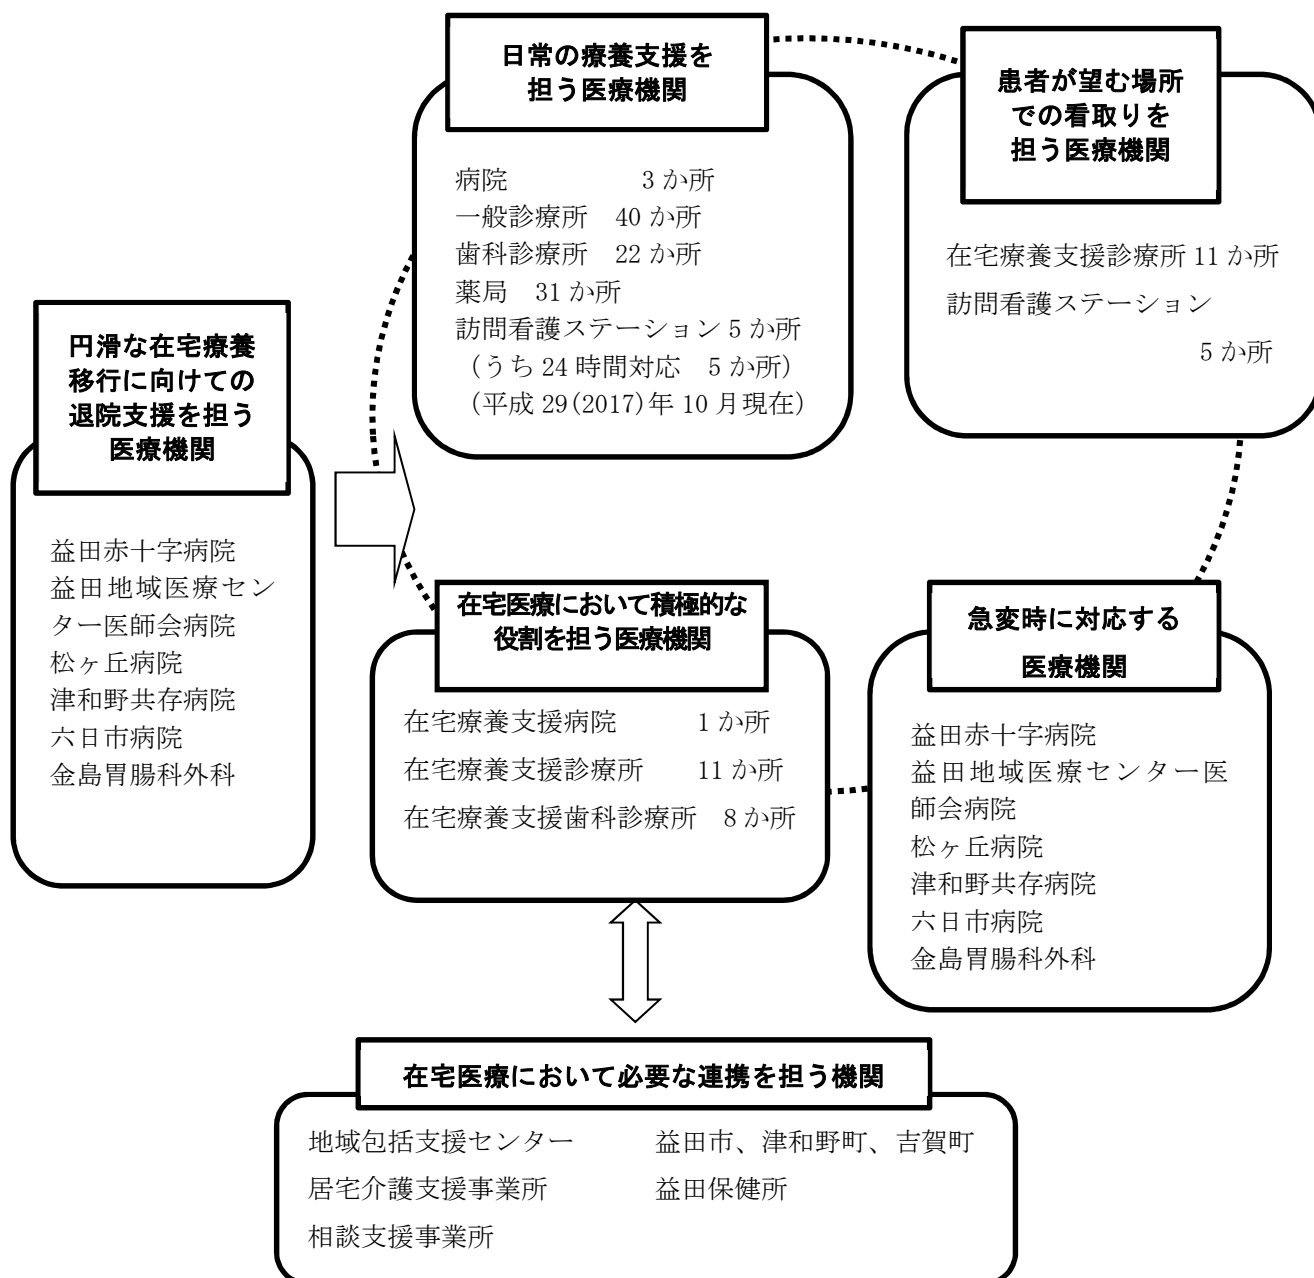 日常の療養支援を
担う医療機関
病院 3 か所
一般診療所 40 か所
歯科診療所 22 か所
薬局 31 か所
訪問看護ステーション 5 か所
（うち 24 時間対応 5 か所）
（平成 29(2017)年 10 月現在）
患者が望む場所
での看取りを
担う医療機関
在宅療養支援診療所 11 か所
訪問看護ステーション
5 か所
円滑な在宅療養
移行に向けての
退院支援を担う
医療機関
益田赤十字病院
益田地域医療セン
ター医師会病院
松ヶ丘病院
津和野共存病院
六日市病院
金島胃腸科外科
在宅医療において積極的な
役割を担う医療機関
在宅療養支援病院 1 か所
在宅療養支援診療所 11 か所
在宅療養支援歯科診療所 8 か所
急変時に対応する
医療機関
益田赤十字病院
益田地域医療センター医
師会病院
松ヶ丘病院
津和野共存病院
六日市病院
金島胃腸科外科
在宅医療において必要な連携を担う機関
地域包括支援センター 益田市、津和野町、吉賀町
居宅介護支援事業所 益田保健所
相談支援事業所